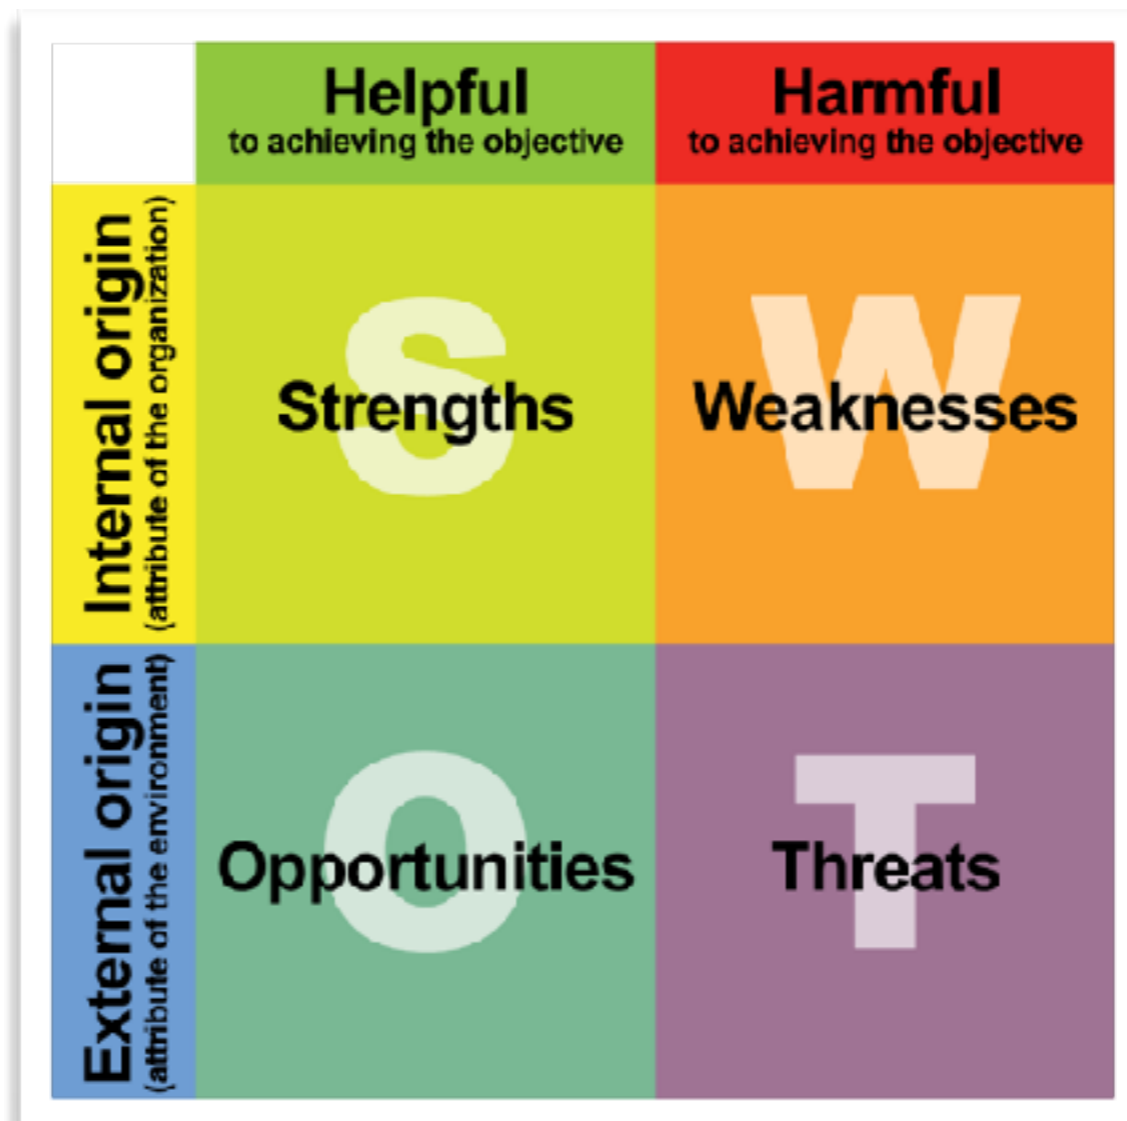 Helpful
to achieving the objective
Harmful
to achieving the objective
Internal origin
(attribute of the organization)
S
Strengths
W
Weaknesses
External origin
(attribute of the environment)
O
Opportunities
T
Threats